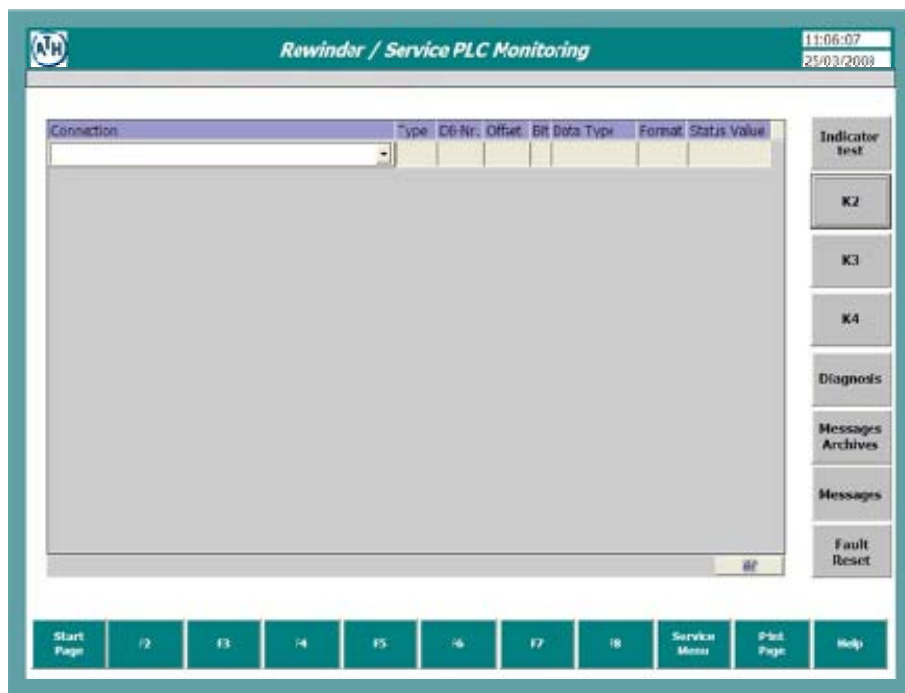 ATH
Rewinder / Service PLC Monitoring
11:06:07
25/03/2008
Connection Type DB-Nr. Offset Bit Data Type Format Status Value
Indicator
test
K2
K3
K4
Diagnosis
Messages
Archives
Messages
Fault
Reset
Start
Page
F2
F3
F4
F5
F6
F7
F8
Service
Menu
Print
Page
Help